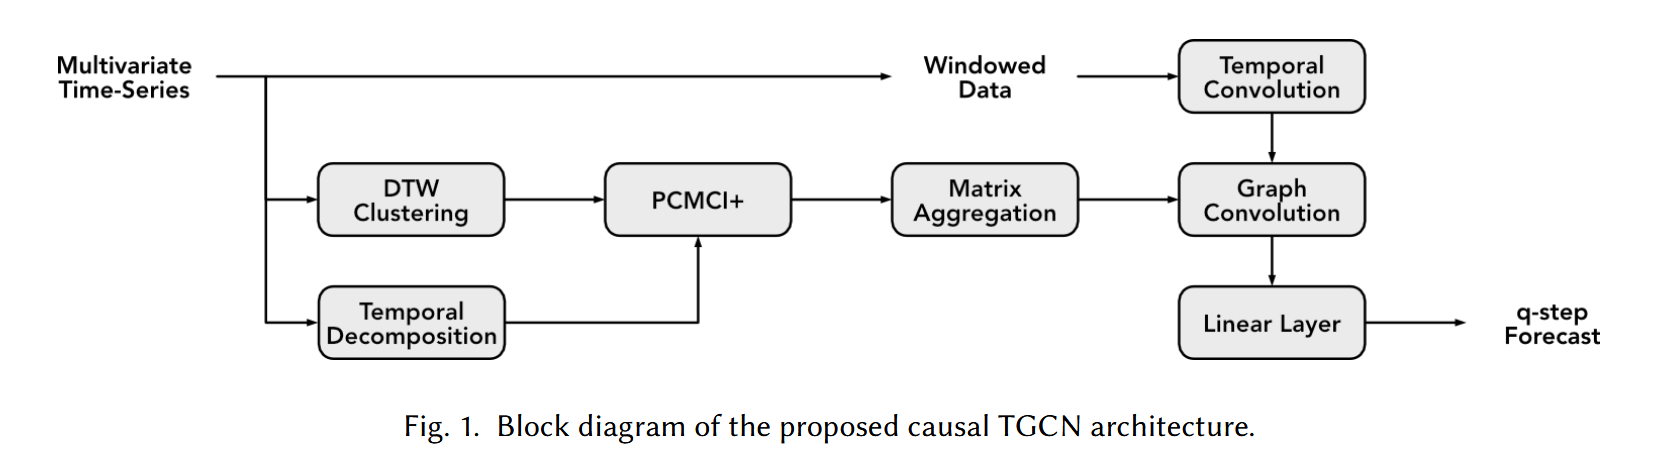 Multivariate
Time-Series
Windowed
Data
Temporal
Convolution
DTW
Clustering
PCMCI+
Matrix
Aggregation
Graph
Convolution
Temporal
Decomposition
Linear Layer
q-step
Forecast
Fig. 1. Block diagram of the proposed causal TGCN architecture.